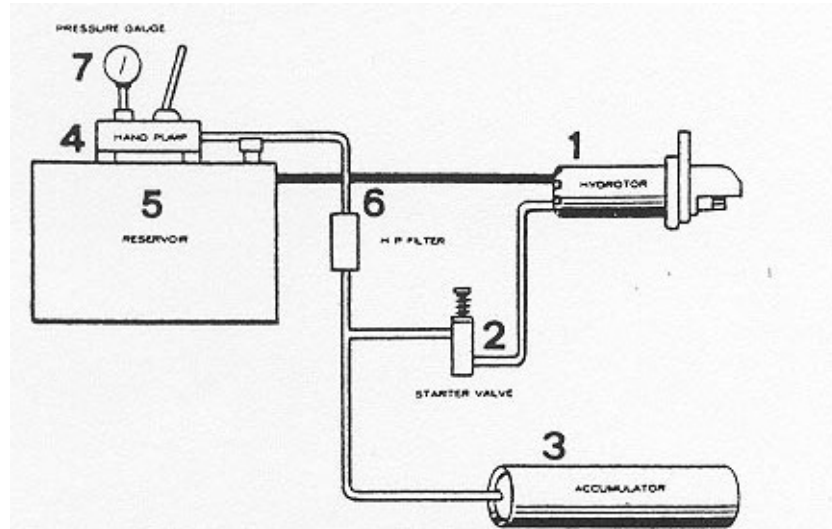 PRESSURE GAUGE
7
4
HAND PUMP
1
HYDROTOR
5
RESERVOIR
6
H P FILTER
2
STARTER VALVE
3
ACCUMULATOR